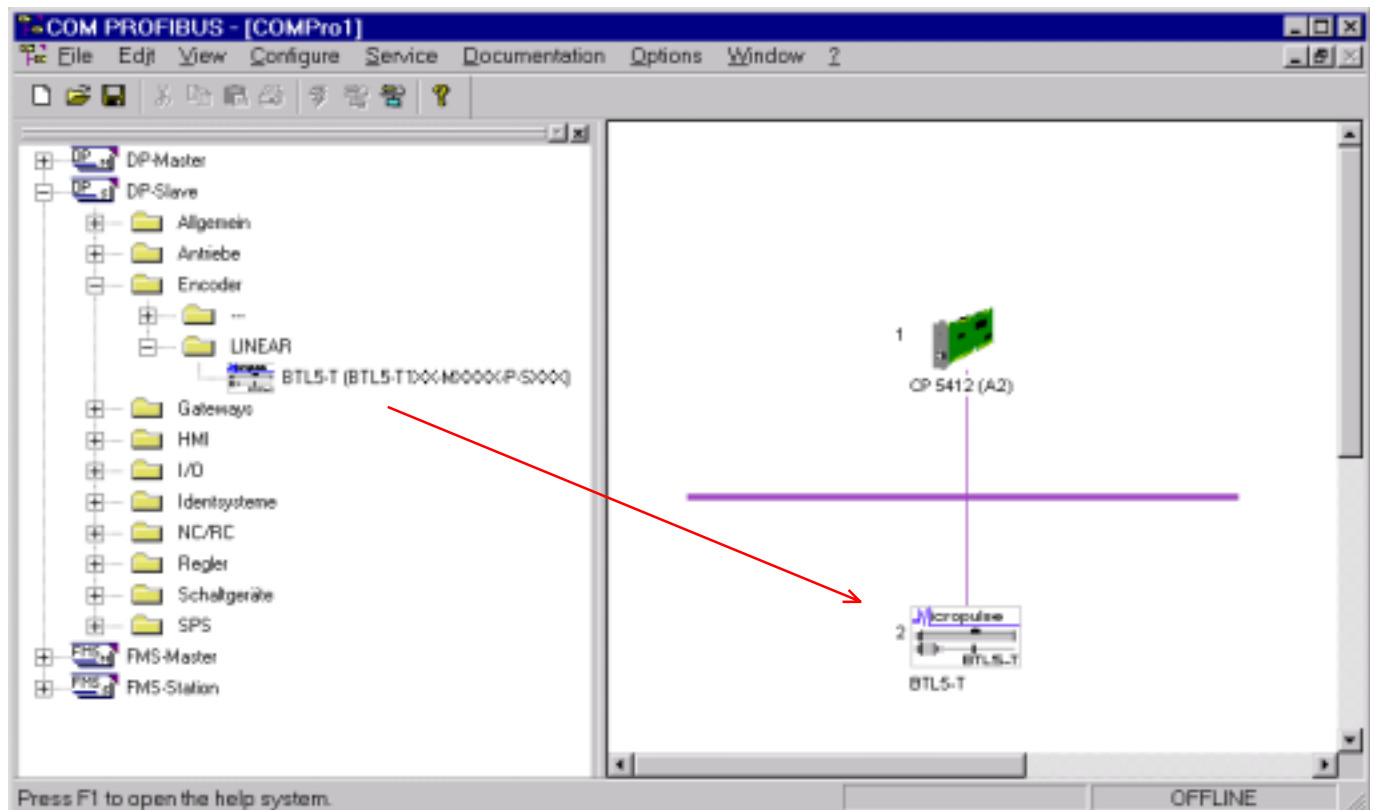 COM PROFIBUS - [COMPro1]
File Edit View Configure Service Documentation Options Window ?
DP-Master
DP-Slave
Allgemein
Antriebe
Encoder
...
LINEAR
BTL5-T (BTL5-T1XX-MXXXX-P-SXXX)
Gateways
HMI
I/O
Identsysteme
NC/RC
Regler
Schaltgeräte
SPS
FMS-Master
FMS-Station
1
CP 5412 (A2)
2
Micropulse
BTL5-T
BTL5-T
Press F1 to open the help system.
OFFLINE